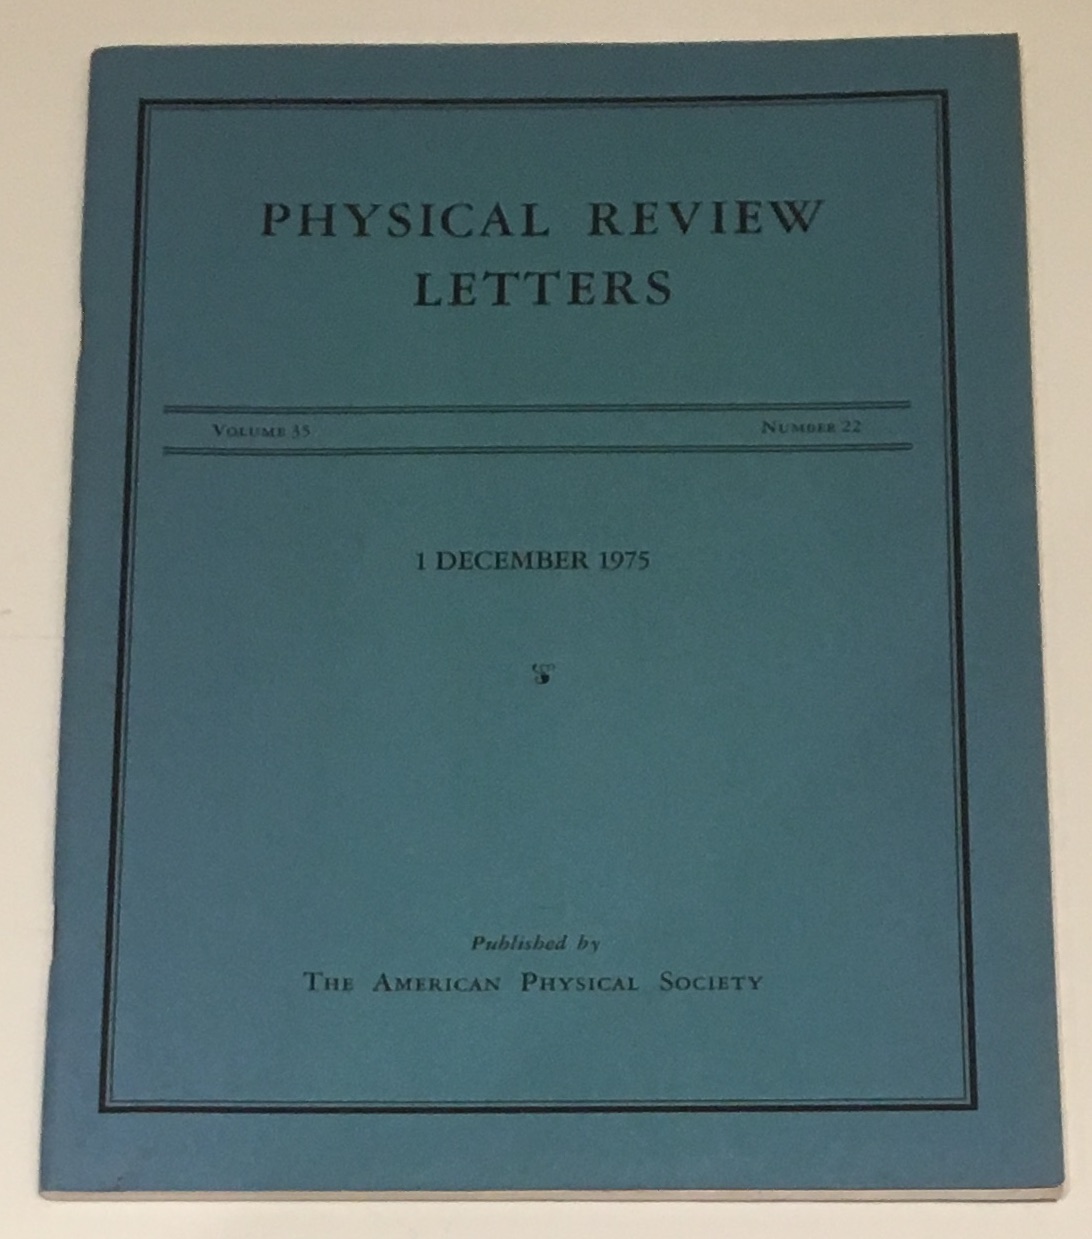 PHYSICAL REVIEW
LETTERS
VOLUME 35 NUMBER 22
1 DECEMBER 1975
Published by
THE AMERICAN PHYSICAL SOCIETY